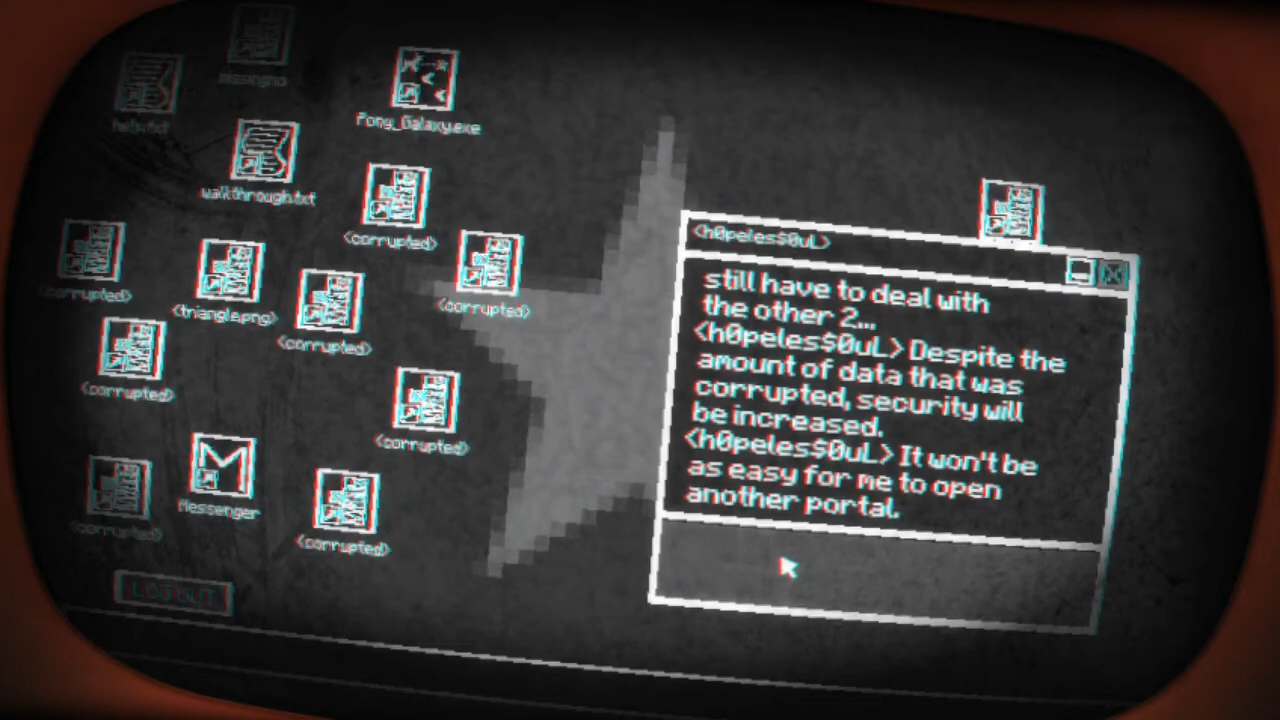 missingno
hello.txt
Pony_Galaxy.exe
walkthrough.txt
<corrupted>
<corrupted>
<corrupted>
<triangle.png>
<corrupted>
<corrupted>
<corrupted>
Messenger
<corrupted>
<corrupted>
LOGOUT
<h0peles$0uL>
still have to deal with
the other 2...
<h0peles$0uL> Despite the
amount of data that was
corrupted, security will
be increased.
<h0peles$0uL> It won't be
as easy for me to open
another portal.